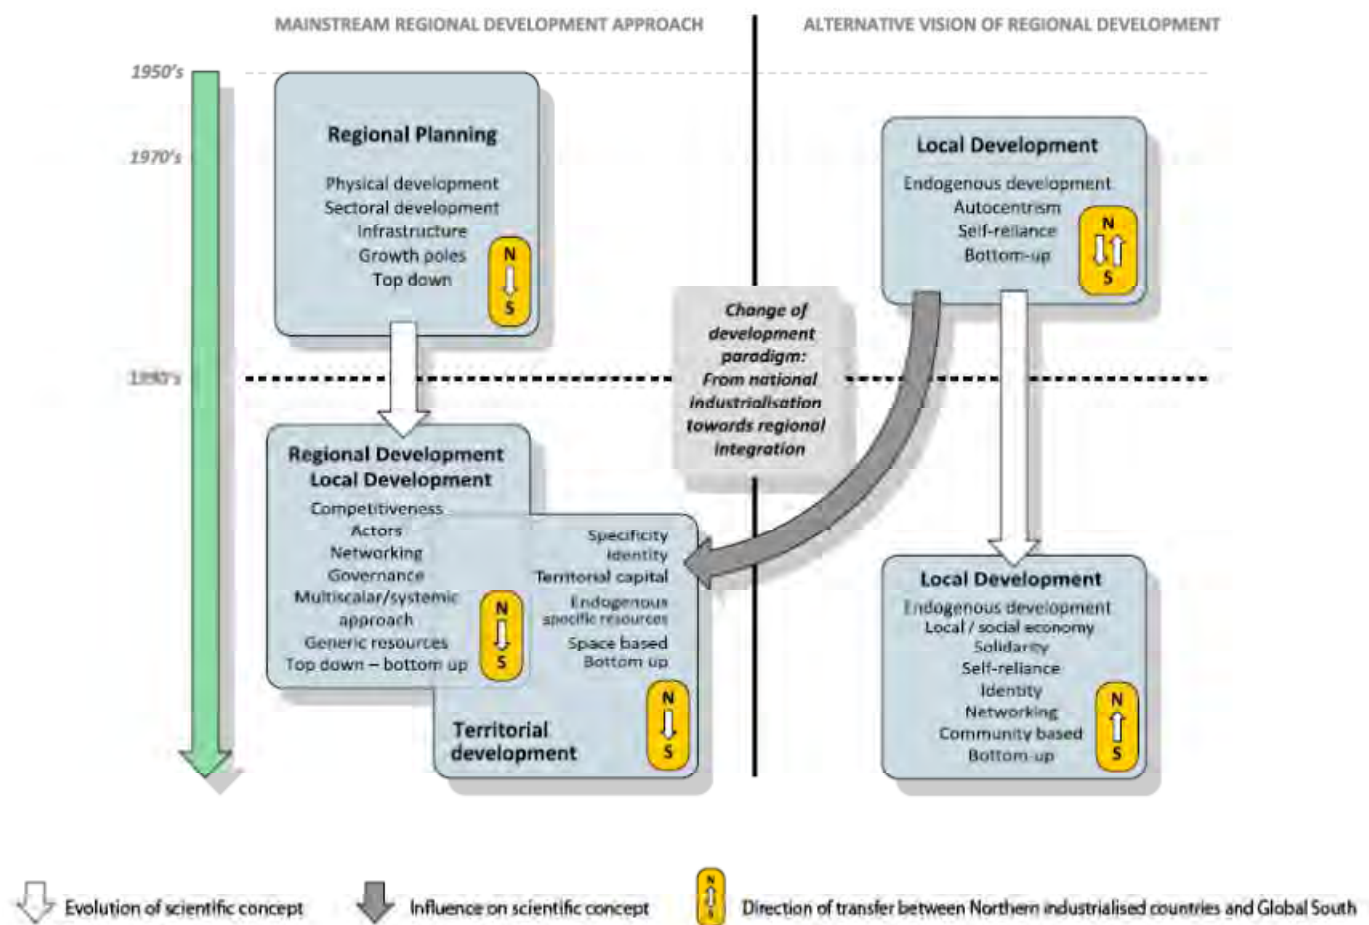 MAINSTREAM REGIONAL DEVELOPMENT APPROACH
ALTERNATIVE VISION OF REGIONAL DEVELOPMENT
1950's
1970's
1990's
Regional Planning
Physical development
Sectoral development
Infrastructure
Growth poles
Top down
N
S
Local Development
Endogenous development
Autocentrism
Self-reliance
Bottom-up
N
S
Change of
development
paradigm:
From national
industrialisation
towards regional
integration
Regional Development
Local Development
Competitiveness
Actors
Networking
Governance
Multiscalar/systemic
approach
Generic resources
Top down – bottom up
N
S
Specificity
Identity
Territorial capital
Endogenous
specific resources
Space based
Bottom up
N
S
Territorial
development
Local Development
Endogenous development
Local / social economy
Solidarity
Self-reliance
Identity
Networking
Community based
Bottom-up
N
S
Evolution of scientific concept
Influence on scientific concept
N
S
Direction of transfer between Northern industrialised countries and Global South